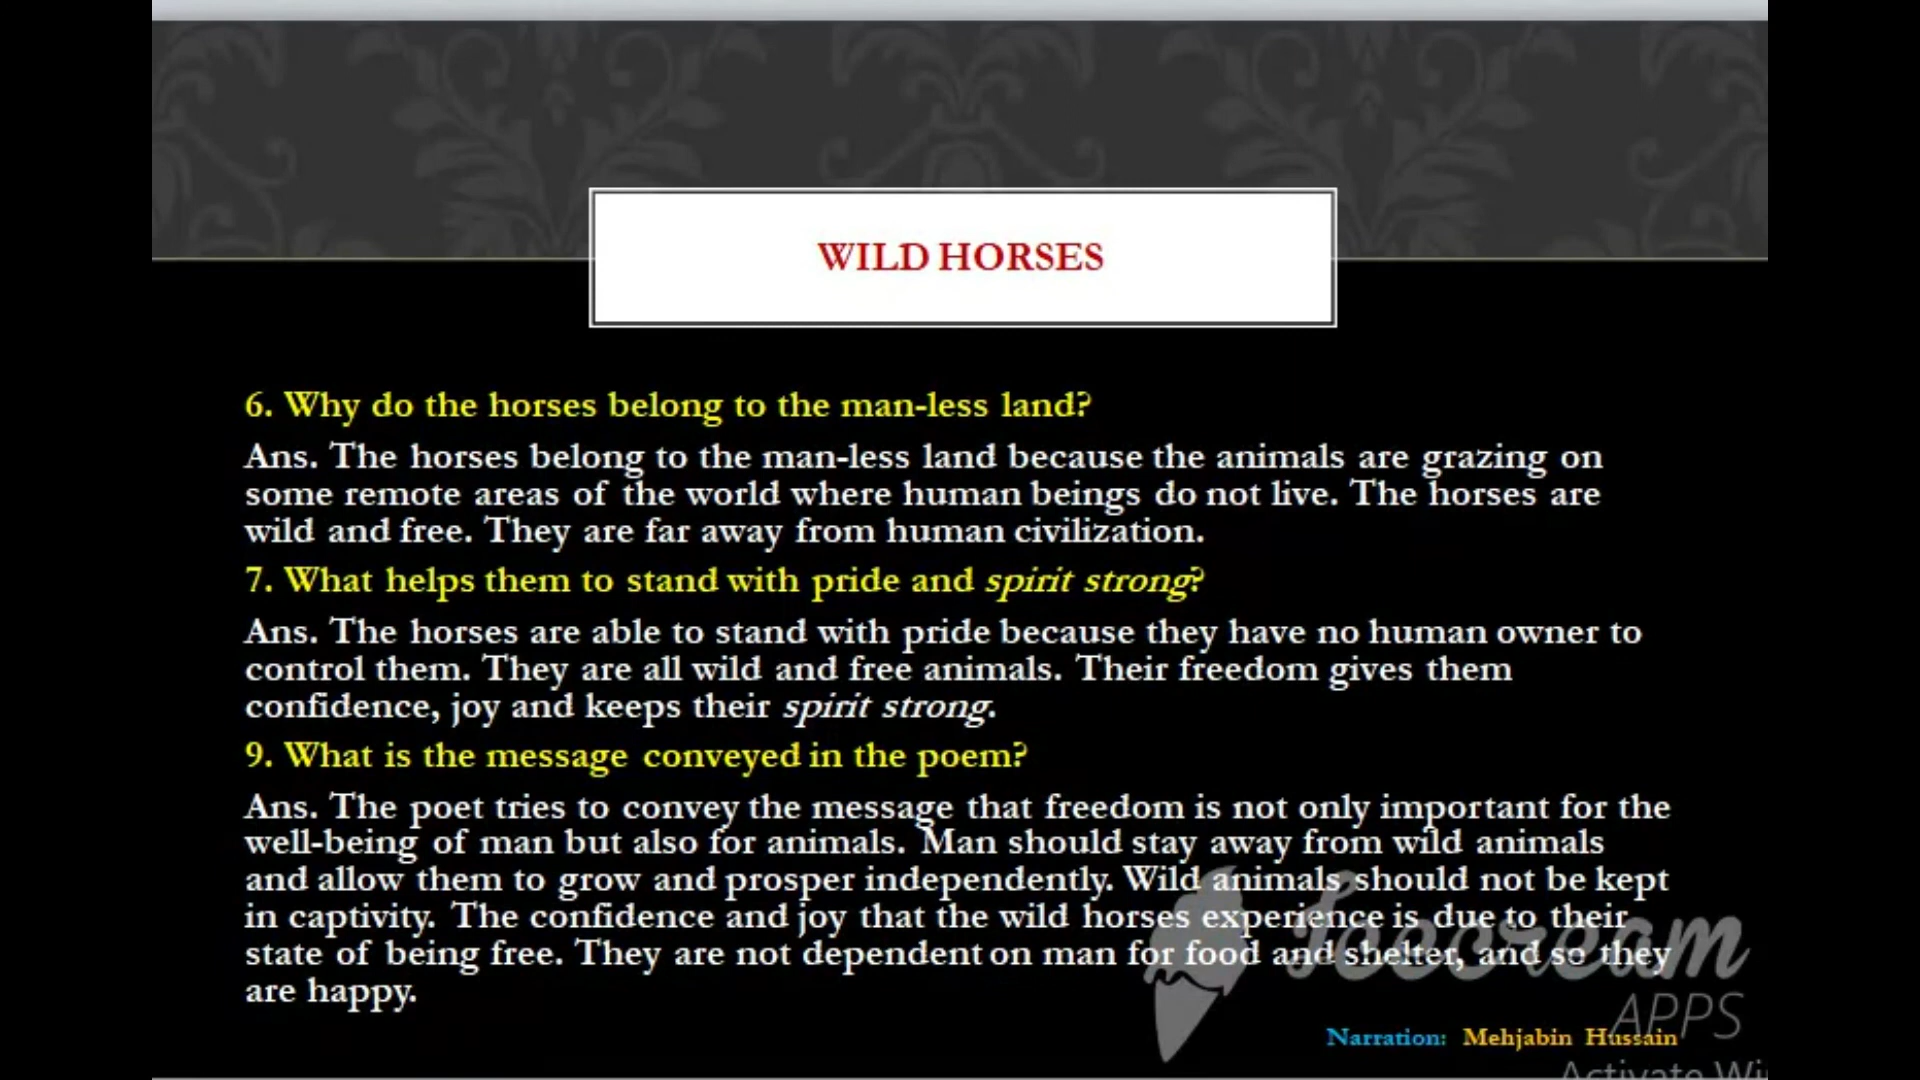 WILD HORSES
6. Why do the horses belong to the man-less land?
Ans. The horses belong to the man-less land because the animals are grazing on
some remote areas of the world where human beings do not live. The horses are
wild and free. They are far away from human civilization.
7. What helps them to stand with pride and spirit strong?
Ans. The horses are able to stand with pride because they have no human owner to
control them. They are all wild and free animals. Their freedom gives them
confidence, joy and keeps their spirit strong.
9. What is the message conveyed in the poem?
Ans. The poet tries to convey the message that freedom is not only important for the
well-being of man but also for animals. Man should stay away from wild animals
and allow them to grow and prosper independently. Wild animals should not be kept
in captivity. The confidence and joy that the wild horses experience is due to their
state of being free. They are not dependent on man for food and shelter, and so they
are happy.
Icecream
APPS
Narration: Mehjabin Hussain
Activate Wi